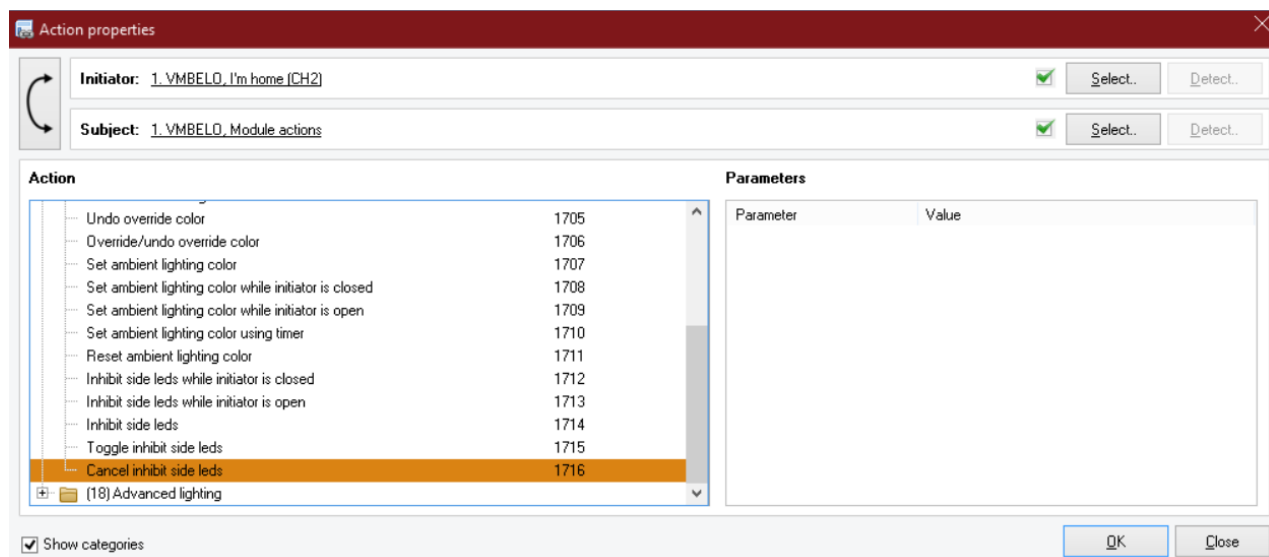 Action properties
Initiator: 1. VMBELO, I'm home (CH2) Select.. Detect..
Subject: 1. VMBELO, Module actions Select.. Detect..
Action
Undo override color 1705
Override/undo override color 1706
Set ambient lighting color 1707
Set ambient lighting color while initiator is closed 1708
Set ambient lighting color while initiator is open 1709
Set ambient lighting color using timer 1710
Reset ambient lighting color 1711
Inhibit side leds while initiator is closed 1712
Inhibit side leds while initiator is open 1713
Inhibit side leds 1714
Toggle inhibit side leds 1715
Cancel inhibit side leds 1716
(18) Advanced lighting
Parameters
Parameter Value
Show categories
OK Close